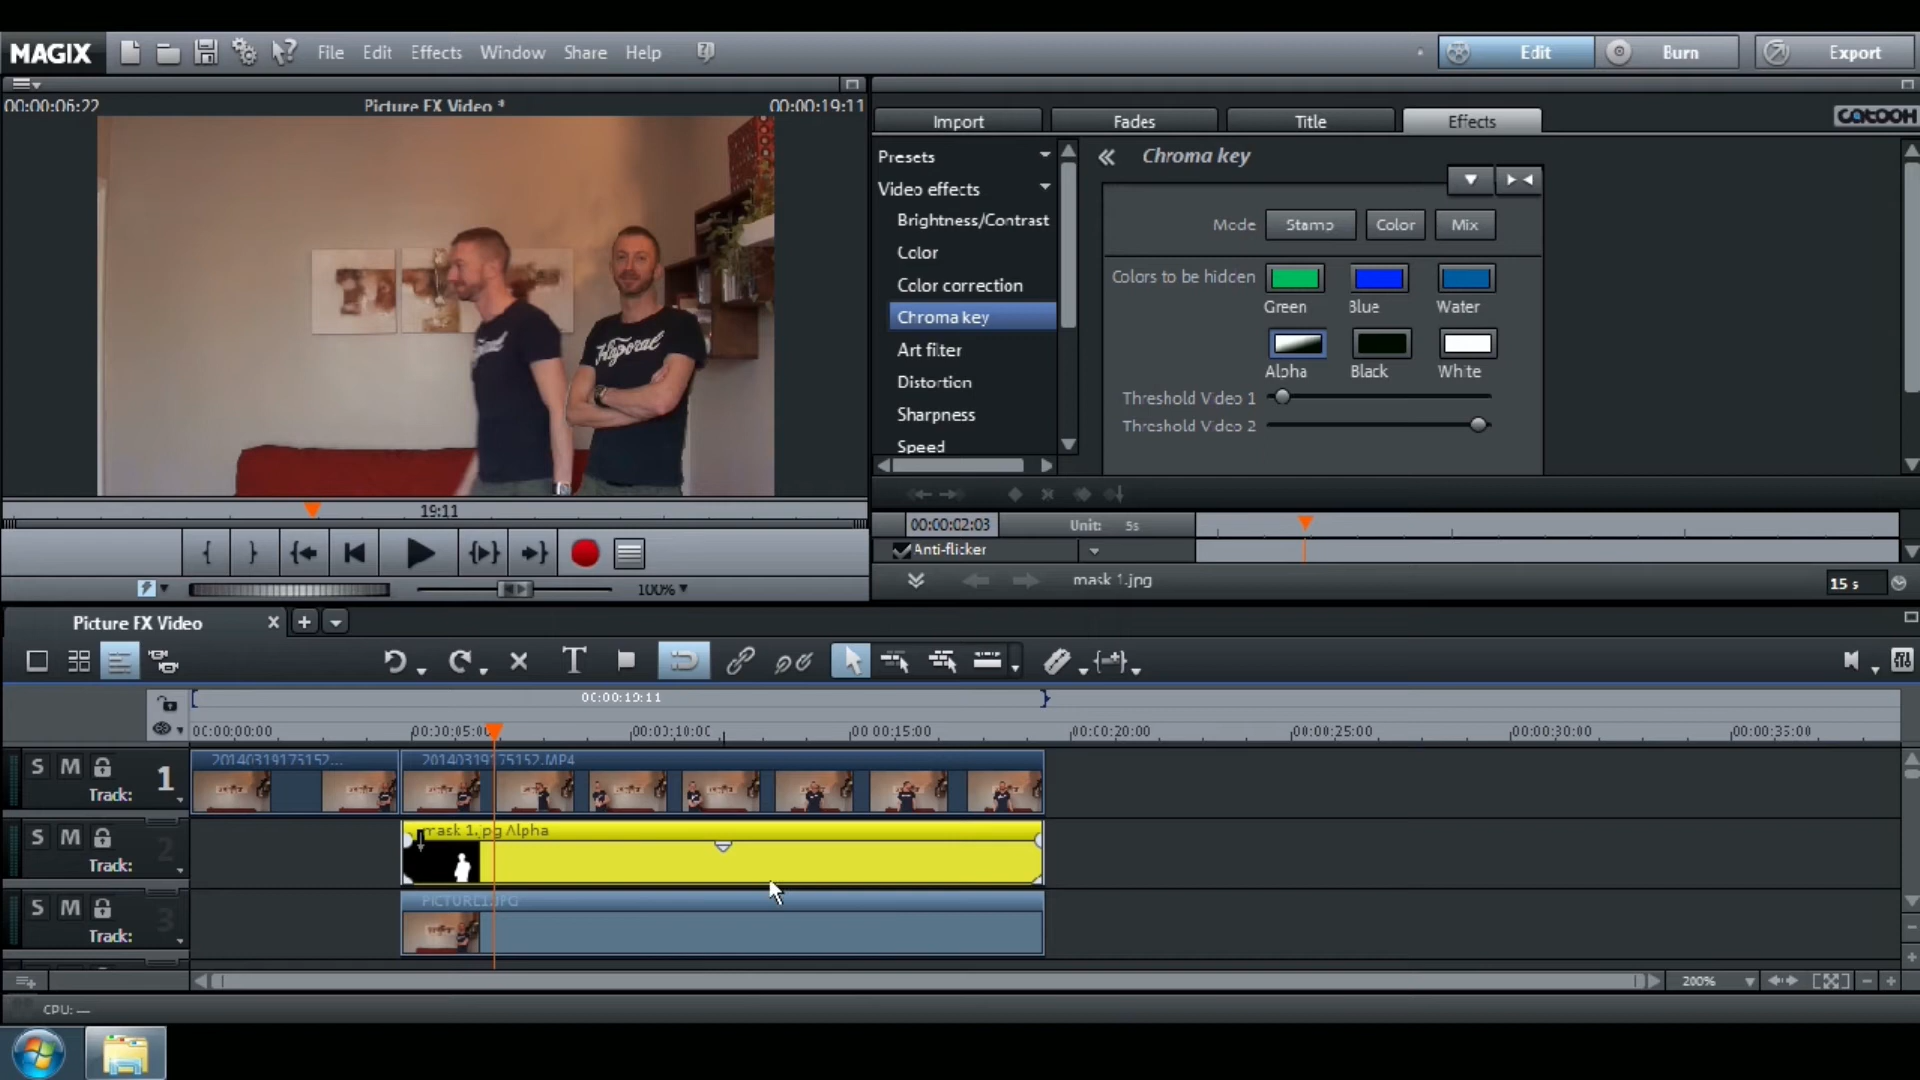 MAGIX File Edit Effects Window Share Help Edit Burn Export
00:00:06:22 Picture FX Video * 00:00:19:11
Import Fades Title Effects CATOOH
Presets
Chroma key
Video effects
Brightness/Contrast
Mode Stamp Color Mix
Color
Colors to be hidden
Color correction
Green Blue Water
Chroma key
Art filter
Alpha Black White
Distortion
Threshold Video 1
Sharpness
Threshold Video 2
Speed
Kaporal
19:11
00:00:02:03 Unit: 5s
Anti-flicker
mask 1.jpg 15 s
100%
Picture FX Video
00:00:19:11
00:00:00:00 00:00:05:00 00:00:10:00 00:00:15:00 00:00:20:00 00:00:25:00 00:00:30:00 00:00:35:00
S M 1 20140319175152... 20140319175152.MP4
Track:
S M 2 mask 1.jpg Alpha
Track:
S M 3 PICTURE1.JPG
Track:
200%
CPU: —